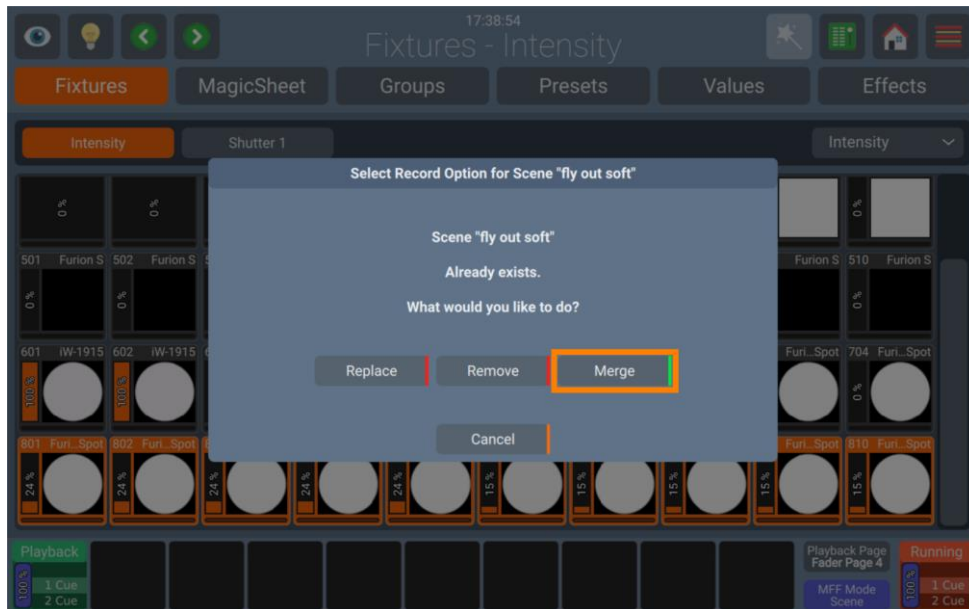 17:38:54
Fixtures - Intensity
Fixtures
MagicSheet
Groups
Presets
Values
Effects
Intensity
Shutter 1
Intensity
Select Record Option for Scene "fly out soft"
Scene "fly out soft"
Already exists.
What would you like to do?
Replace
Remove
Merge
Cancel
0 %
0 %
0 %
501 Furion S
502 Furion S
Furion S
510 Furion S
0 %
0 %
0 %
601 iW-1915
602 iW-1915
Furi...Spot
704 Furi...Spot
100 %
100 %
0 %
801 Furi...Spot
802 Furi...Spot
Furi...Spot
810 Furi...Spot
24 %
24 %
24 %
24 %
24 %
15 %
15 %
15 %
15 %
15 %
Playback
100 %
1 Cue
2 Cue
Playback Page
Fader Page 4
MFF Mode
Scene
Running
100 %
1 Cue
2 Cue